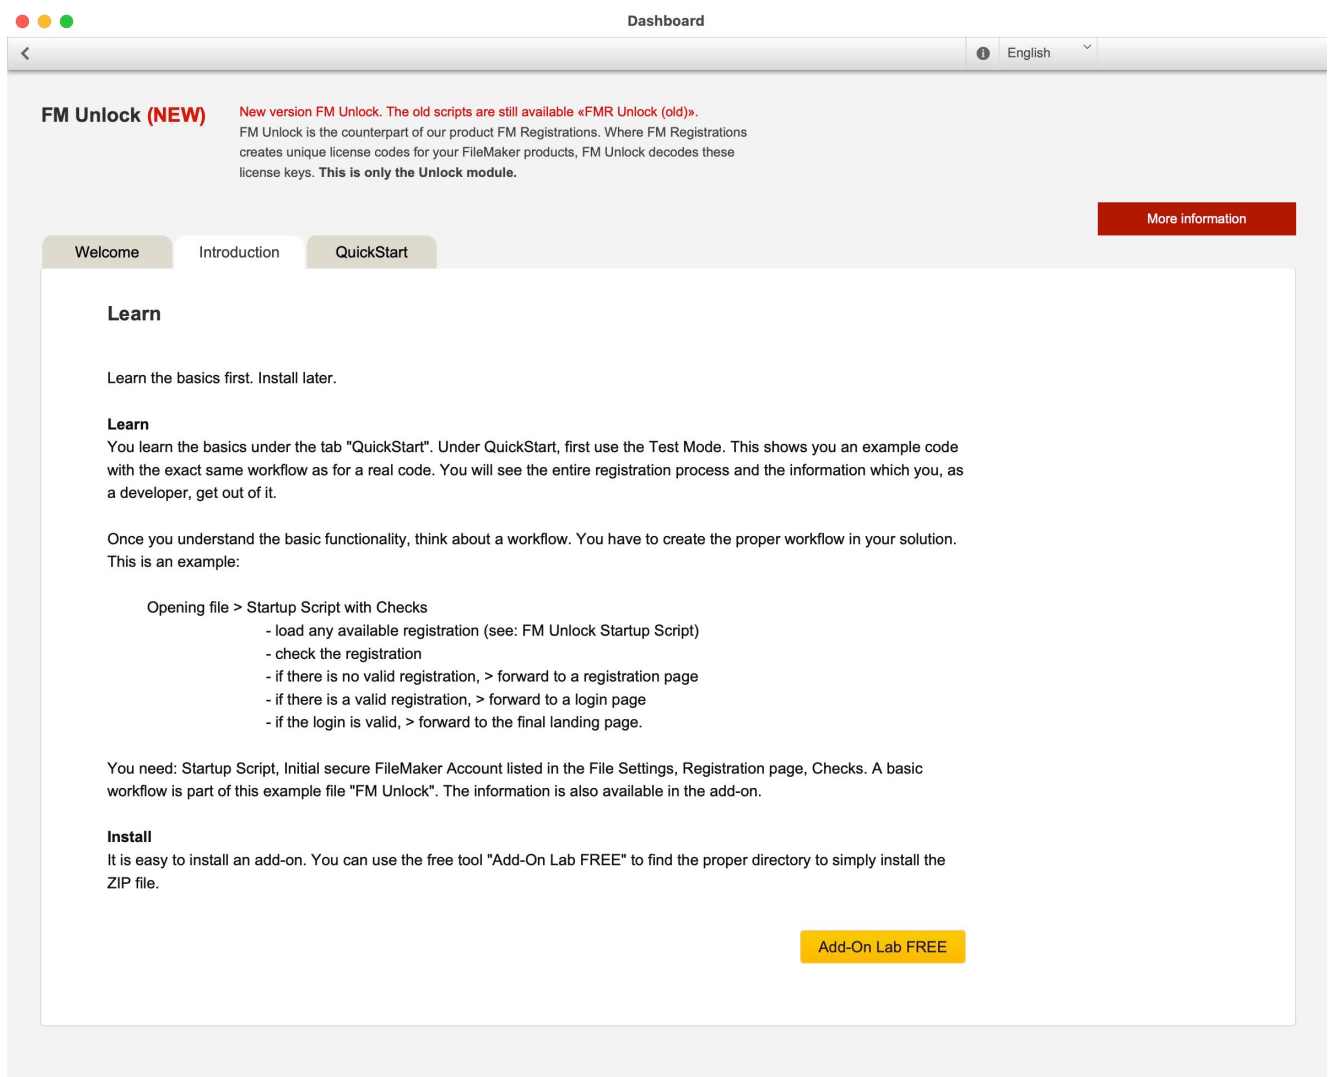 Dashboard
English
FM Unlock (NEW)
New version FM Unlock. The old scripts are still available «FMR Unlock (old)».
FM Unlock is the counterpart of our product FM Registrations. Where FM Registrations
creates unique license codes for your FileMaker products, FM Unlock decodes these
license keys. This is only the Unlock module.
More information
Welcome
Introduction
QuickStart
Learn
Learn the basics first. Install later.
Learn
You learn the basics under the tab "QuickStart". Under QuickStart, first use the Test Mode. This shows you an example code
with the exact same workflow as for a real code. You will see the entire registration process and the information which you, as
a developer, get out of it.
Once you understand the basic functionality, think about a workflow. You have to create the proper workflow in your solution.
This is an example:
Opening file > Startup Script with Checks
- load any available registration (see: FM Unlock Startup Script)
- check the registration
- if there is no valid registration, > forward to a registration page
- if there is a valid registration, > forward to a login page
- if the login is valid, > forward to the final landing page.
You need: Startup Script, Initial secure FileMaker Account listed in the File Settings, Registration page, Checks. A basic
workflow is part of this example file "FM Unlock". The information is also available in the add-on.
Install
It is easy to install an add-on. You can use the free tool "Add-On Lab FREE" to find the proper directory to simply install the
ZIP file.
Add-On Lab FREE